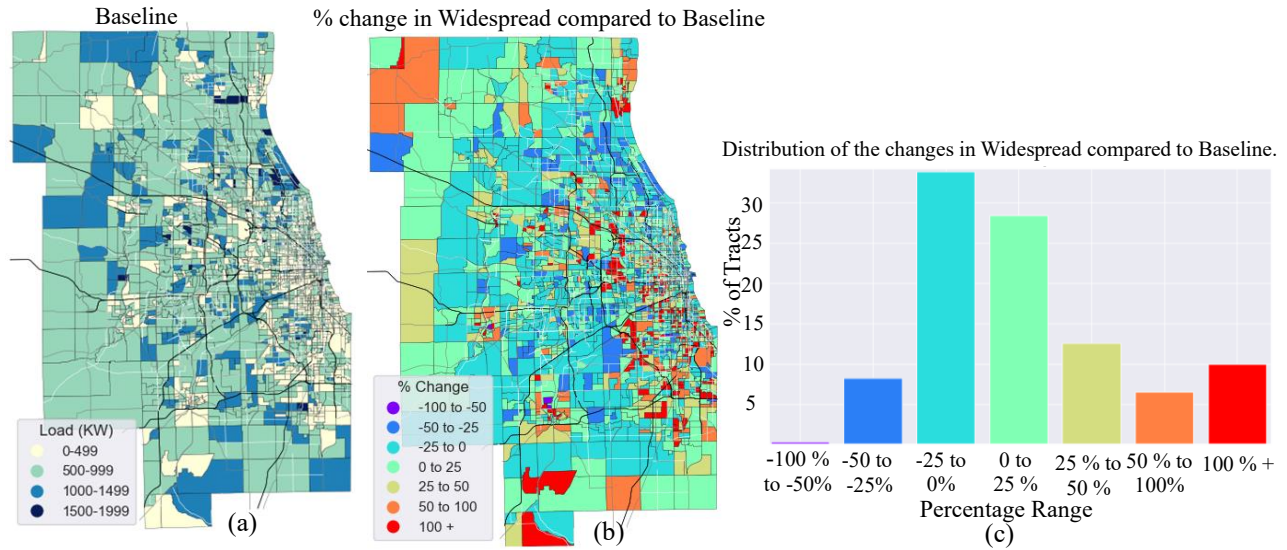 Baseline
Load (KW)
0-499
500-999
1000-1499
1500-1999
(a)
% change in Widespread compared to Baseline
% Change
-100 to -50
-50 to -25
-25 to 0
0 to 25
25 to 50
50 to 100
100 +
(b)
Distribution of the changes in Widespread compared to Baseline.
% of Tracts
30
25
20
15
10
5
-100 % to -50%
-50 to -25%
-25 to 0%
0 to 25 %
25 % to 50 %
50 % to 100%
100 % +
Percentage Range
(c)